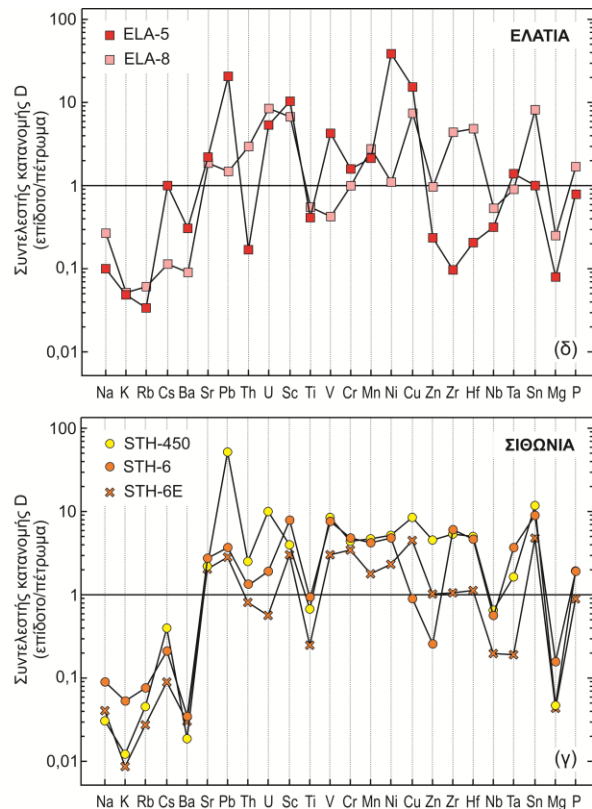 Συντελεστής κατανομής D
(επίδοτο/πέτρωμα)
100
10
1
0,1
0,01
ELA-5
ELA-8
ΕΛΑΤΙΑ
(δ)
Na K Rb Cs Ba Sr Pb Th U Sc Ti V Cr Mn Ni Cu Zn Zr Hf Nb Ta Sn Mg P
Συντελεστής κατανομής D
(επίδοτο/πέτρωμα)
100
10
1
0,1
0,01
STH-450
STH-6
STH-6E
ΣΙΘΩΝΙΑ
(γ)
Na K Rb Cs Ba Sr Pb Th U Sc Ti V Cr Mn Ni Cu Zn Zr Hf Nb Ta Sn Mg P